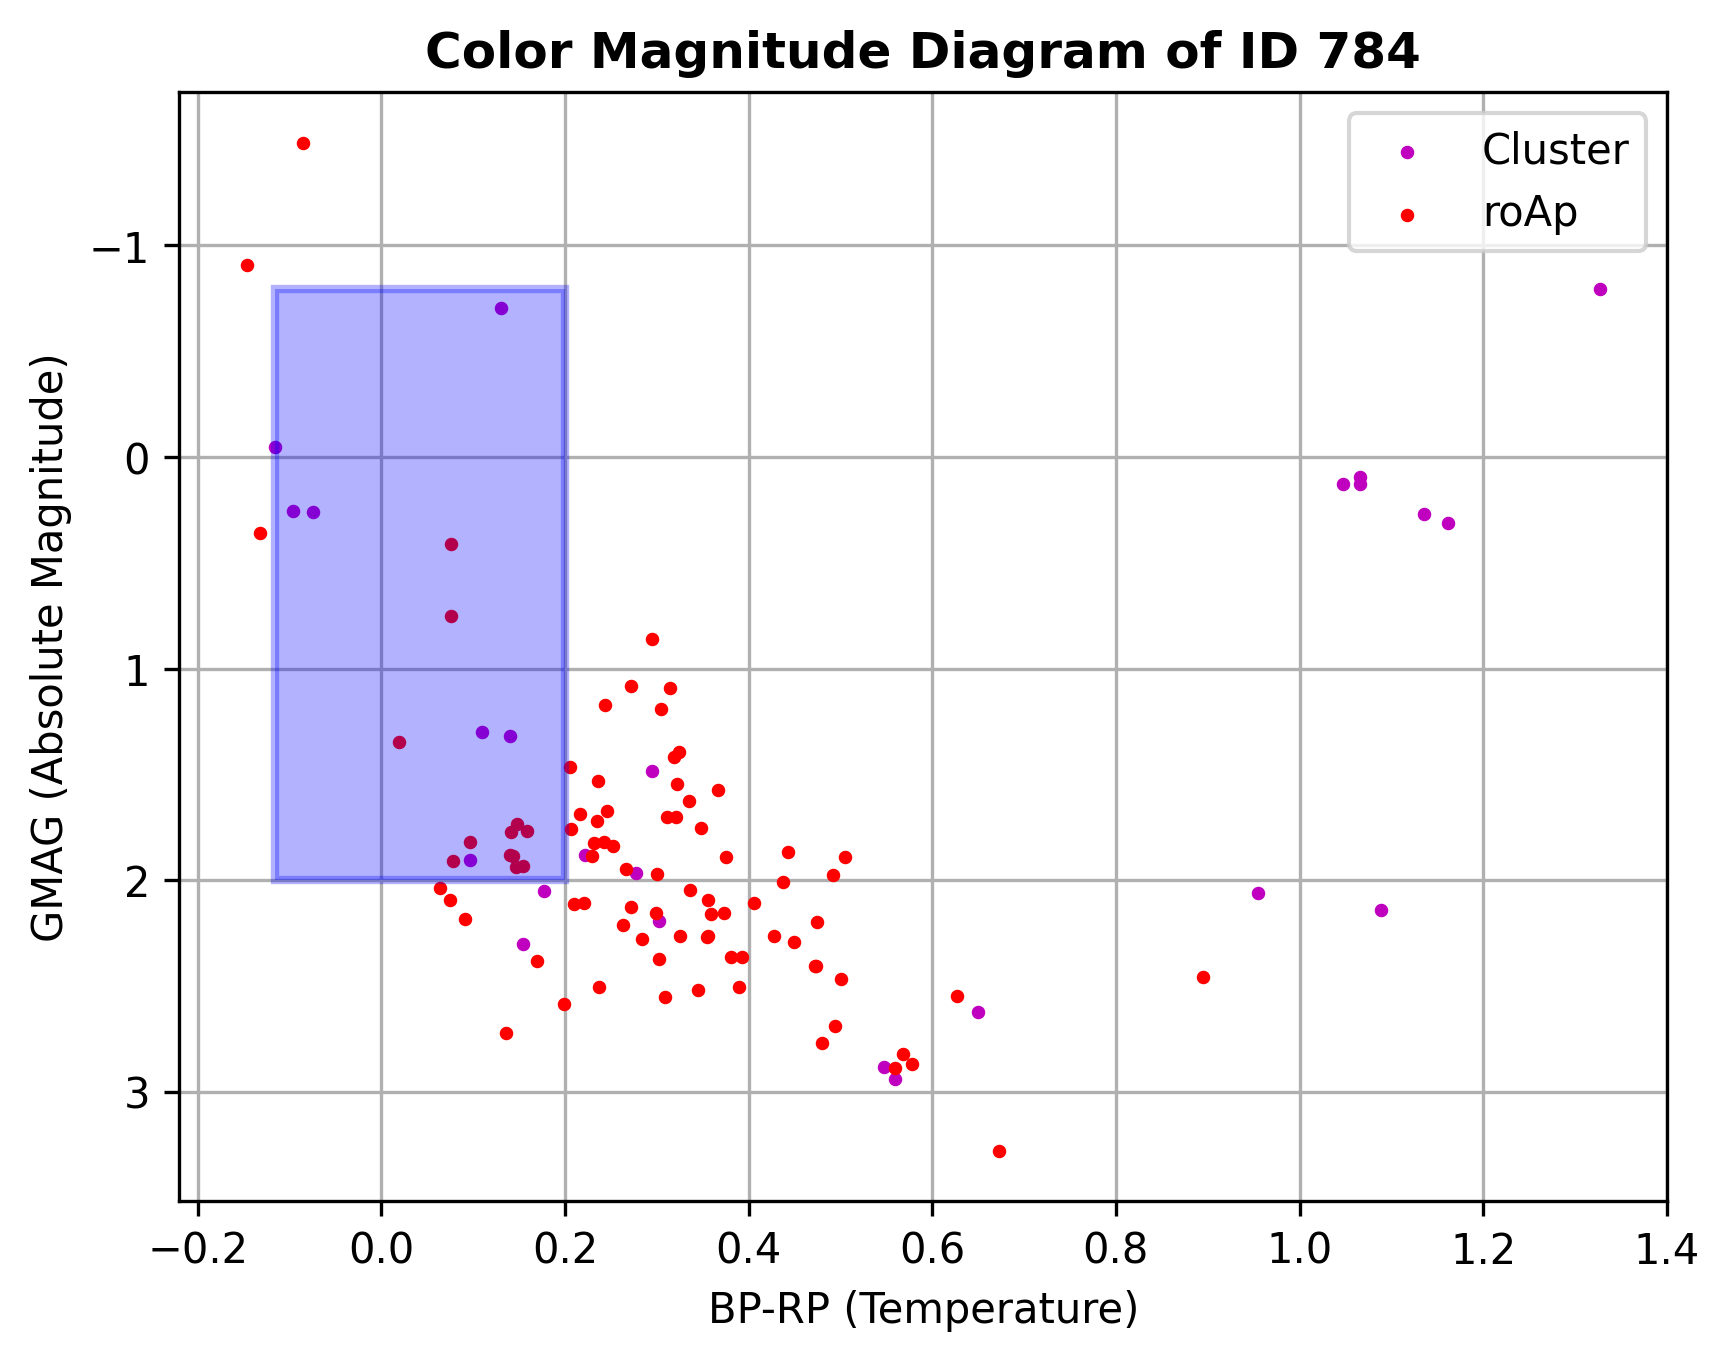 Color Magnitude Diagram of ID 784
Cluster
roAp
GMAG (Absolute Magnitude)
−1
0
1
2
3
−0.2 0.0 0.2 0.4 0.6 0.8 1.0 1.2 1.4
BP-RP (Temperature)